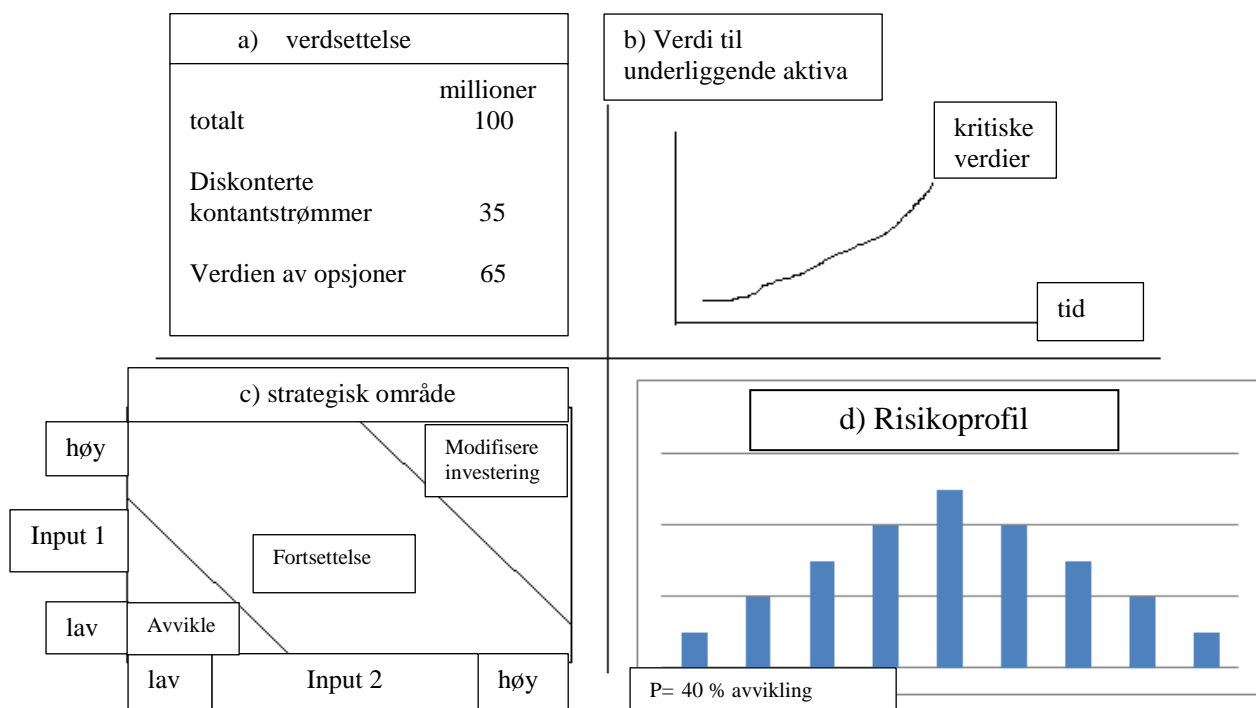 a) verdsettelse
millioner
totalt 100
Diskonterte
kontantstrømmer 35
Verdien av opsjoner 65
b) Verdi til
underliggende aktiva
kritiske
verdier
tid
c) strategisk område
høy
Modifisere
investering
Input 1
Fortsettelse
lav
Avvikle
lav Input 2 høy
d) Risikoprofil
P= 40 % avvikling